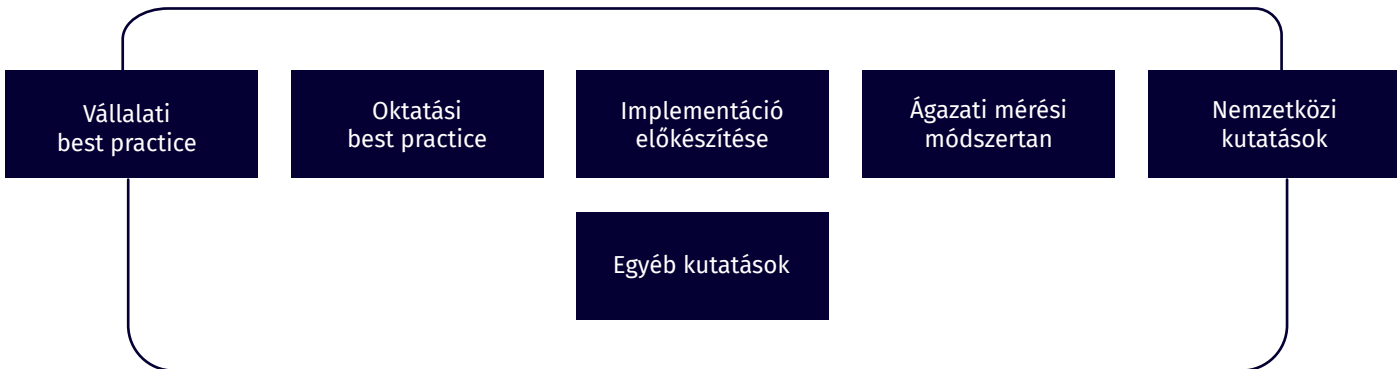 Vállalati
best practice
Oktatási
best practice
Implementáció
előkészítése
Ágazati mérési
módszertan
Nemzetközi
kutatások
Egyéb kutatások